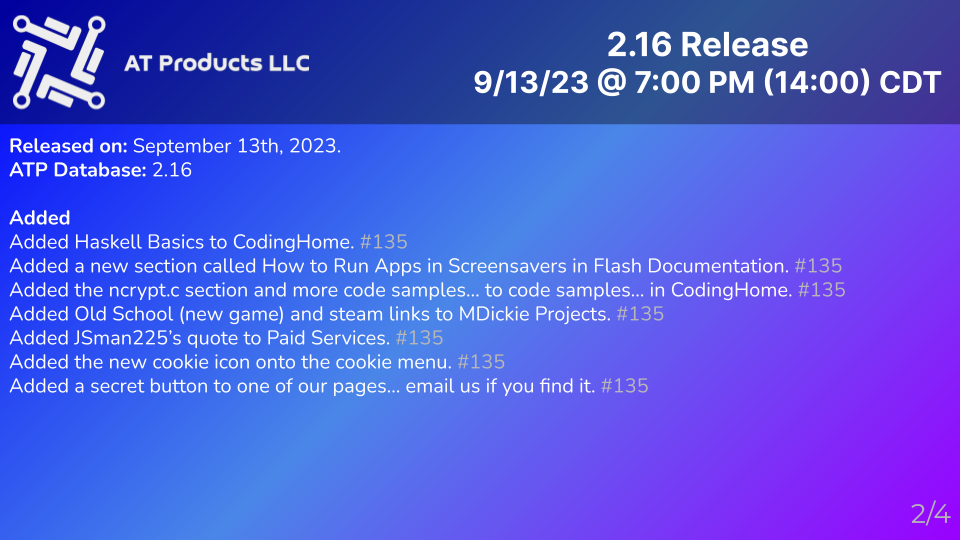 AT Products LLC
2.16 Release
9/13/23 @ 7:00 PM (14:00) CDT
Released on: September 13th, 2023.
ATP Database: 2.16
Added
Added Haskell Basics to CodingHome. #135
Added a new section called How to Run Apps in Screensavers in Flash Documentation. #135
Added the ncrypt.c section and more code samples... to code samples... in CodingHome. #135
Added Old School (new game) and steam links to MDickie Projects. #135
Added JSman225’s quote to Paid Services. #135
Added the new cookie icon onto the cookie menu. #135
Added a secret button to one of our pages... email us if you find it. #135
2/4